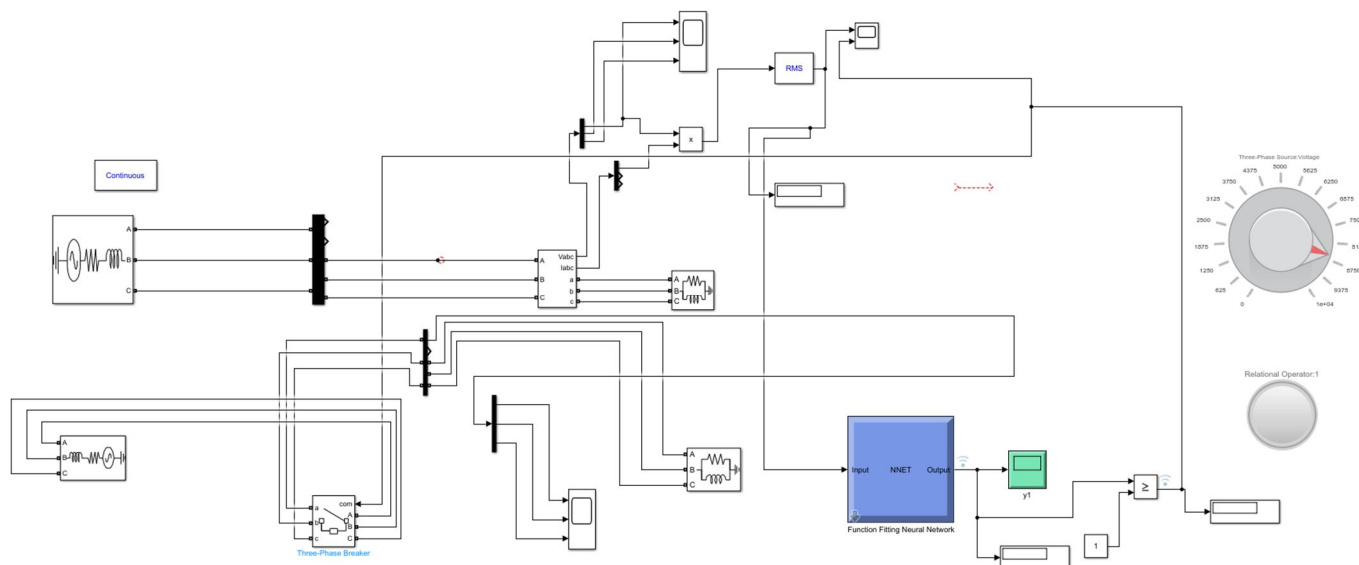 RMS
x
Continuous
Three-Phase Source:Voltage
5000
4375
5625
3750
6250
3125
6875
2500
750
1875
81
1250
8750
625
9375
0
1e+04
A
B
C
Vabc
Iabc
A
B
C
a
b
c
A
B
C
Relational Operator:1
A
B
C
A
B
C
com
a
b
c
A
B
C
Three-Phase Breaker
Input
NNET
Output
Function Fitting Neural Network
y1
≥
1